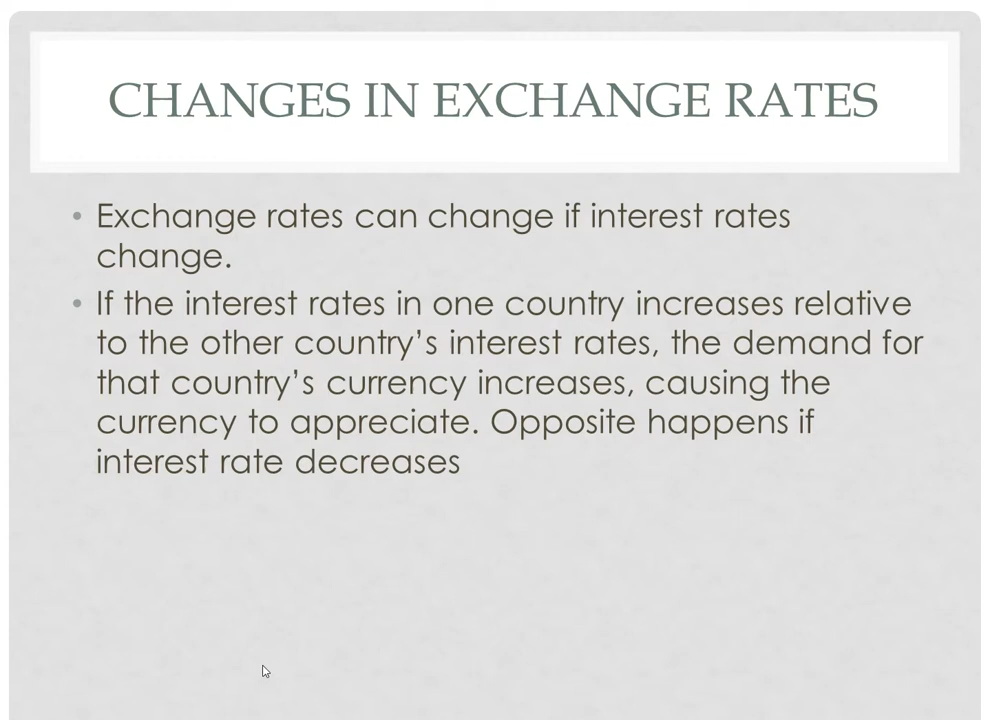 CHANGES IN EXCHANGE RATES
• Exchange rates can change if interest rates
change.
• If the interest rates in one country increases relative
to the other country’s interest rates, the demand for
that country’s currency increases, causing the
currency to appreciate. Opposite happens if
interest rate decreases